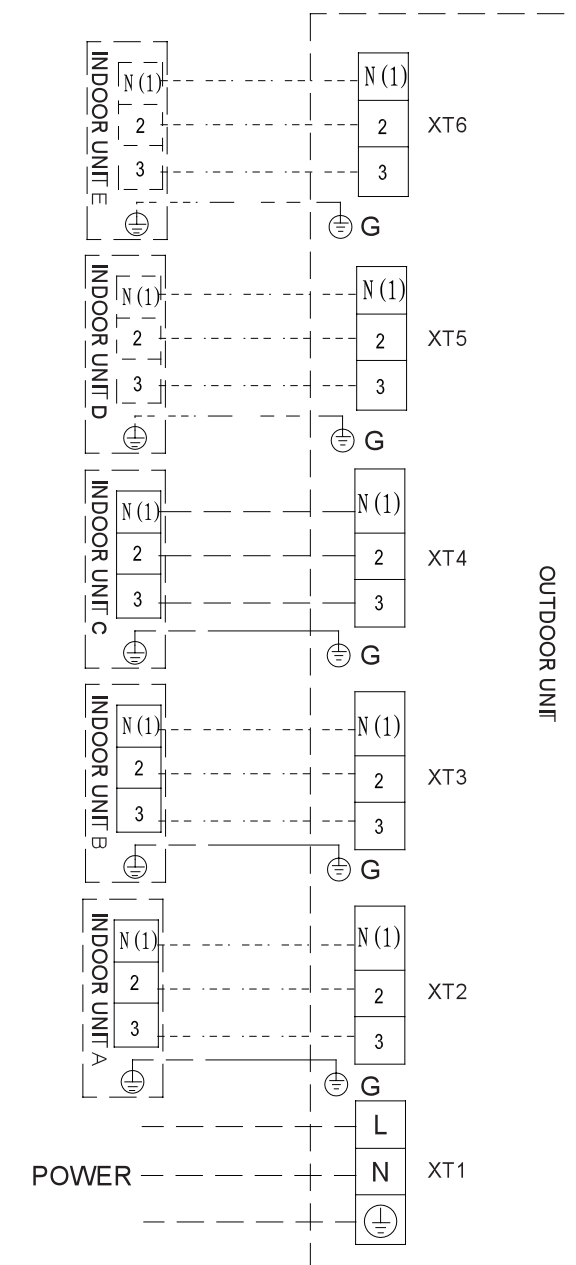 INDOOR UNIT E
N(1)
2
3
N(1)
2
3
XT6
G
INDOOR UNIT D
N(1)
2
3
N(1)
2
3
XT5
G
INDOOR UNIT C
N(1)
2
3
N(1)
2
3
XT4
G
OUTDOOR UNIT
INDOOR UNIT B
N(1)
2
3
N(1)
2
3
XT3
G
INDOOR UNIT A
N(1)
2
3
N(1)
2
3
XT2
G
POWER
L
N
XT1